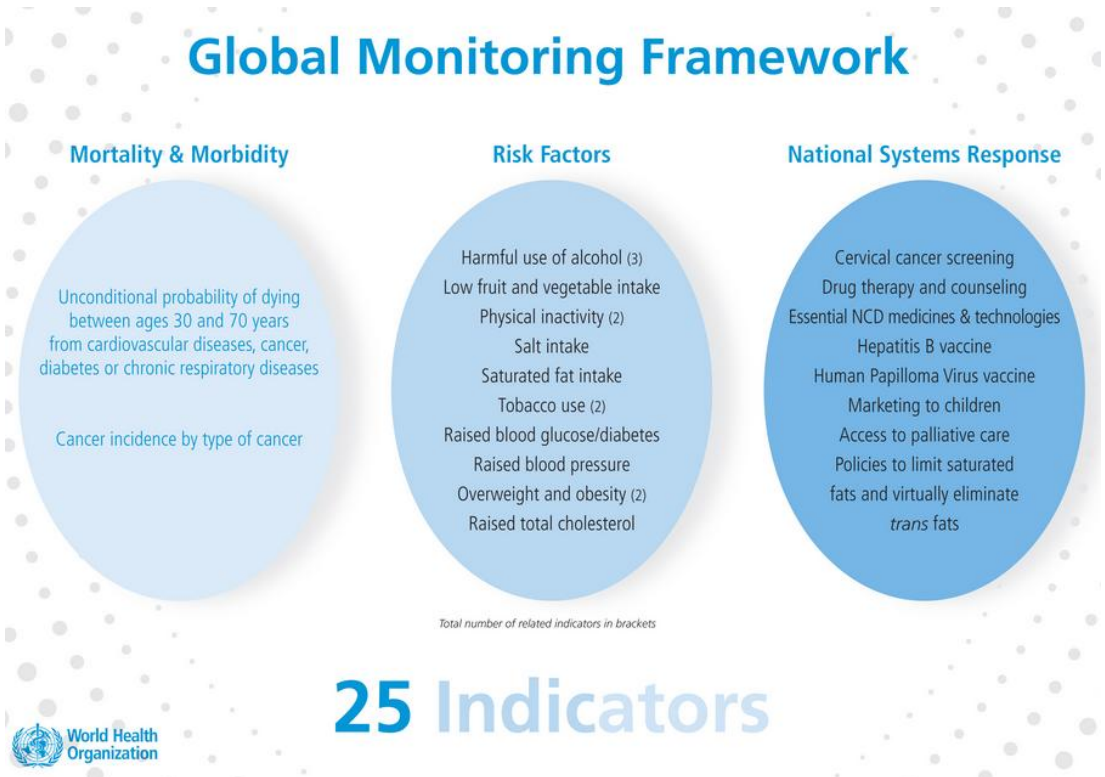 Global Monitoring Framework
Mortality & Morbidity
Unconditional probability of dying
between ages 30 and 70 years
from cardiovascular diseases, cancer,
diabetes or chronic respiratory diseases
Cancer incidence by type of cancer
Risk Factors
Harmful use of alcohol (3)
Low fruit and vegetable intake
Physical inactivity (2)
Salt intake
Saturated fat intake
Tobacco use (2)
Raised blood glucose/diabetes
Raised blood pressure
Overweight and obesity (2)
Raised total cholesterol
National Systems Response
Cervical cancer screening
Drug therapy and counseling
Essential NCD medicines & technologies
Hepatitis B vaccine
Human Papilloma Virus vaccine
Marketing to children
Access to palliative care
Policies to limit saturated
fats and virtually eliminate
trans fats
Total number of related indicators in brackets
25 Indicators
World Health
Organization